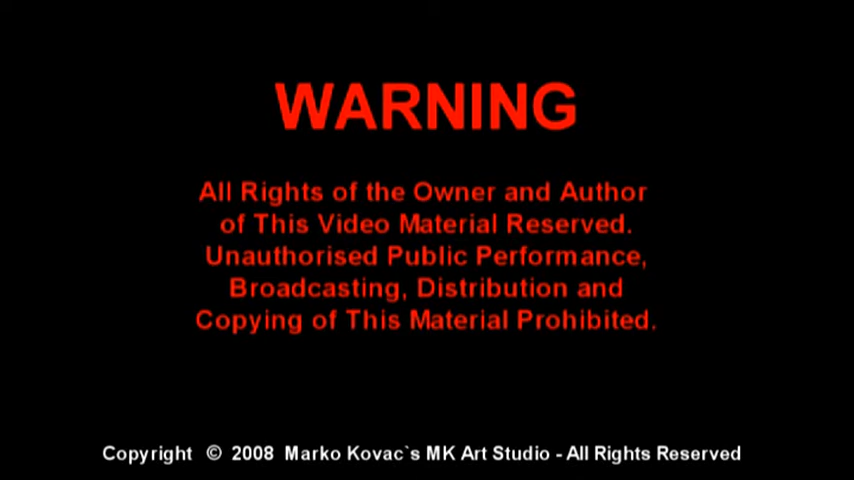 WARNING
All Rights of the Owner and Author
of This Video Material Reserved.
Unauthorised Public Performance,
Broadcasting, Distribution and
Copying of This Material Prohibited.
Copyright © 2008 Marko Kovac`s MK Art Studio - All Rights Reserved